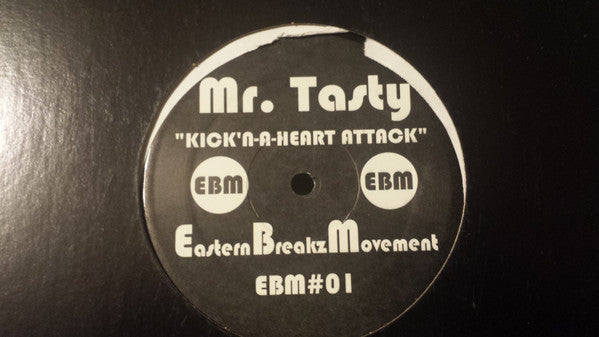 Mr. Tasty
"KICK'N-A-HEART ATTACK"
EBM EBM
EasternBreakzMovement
EBM#01